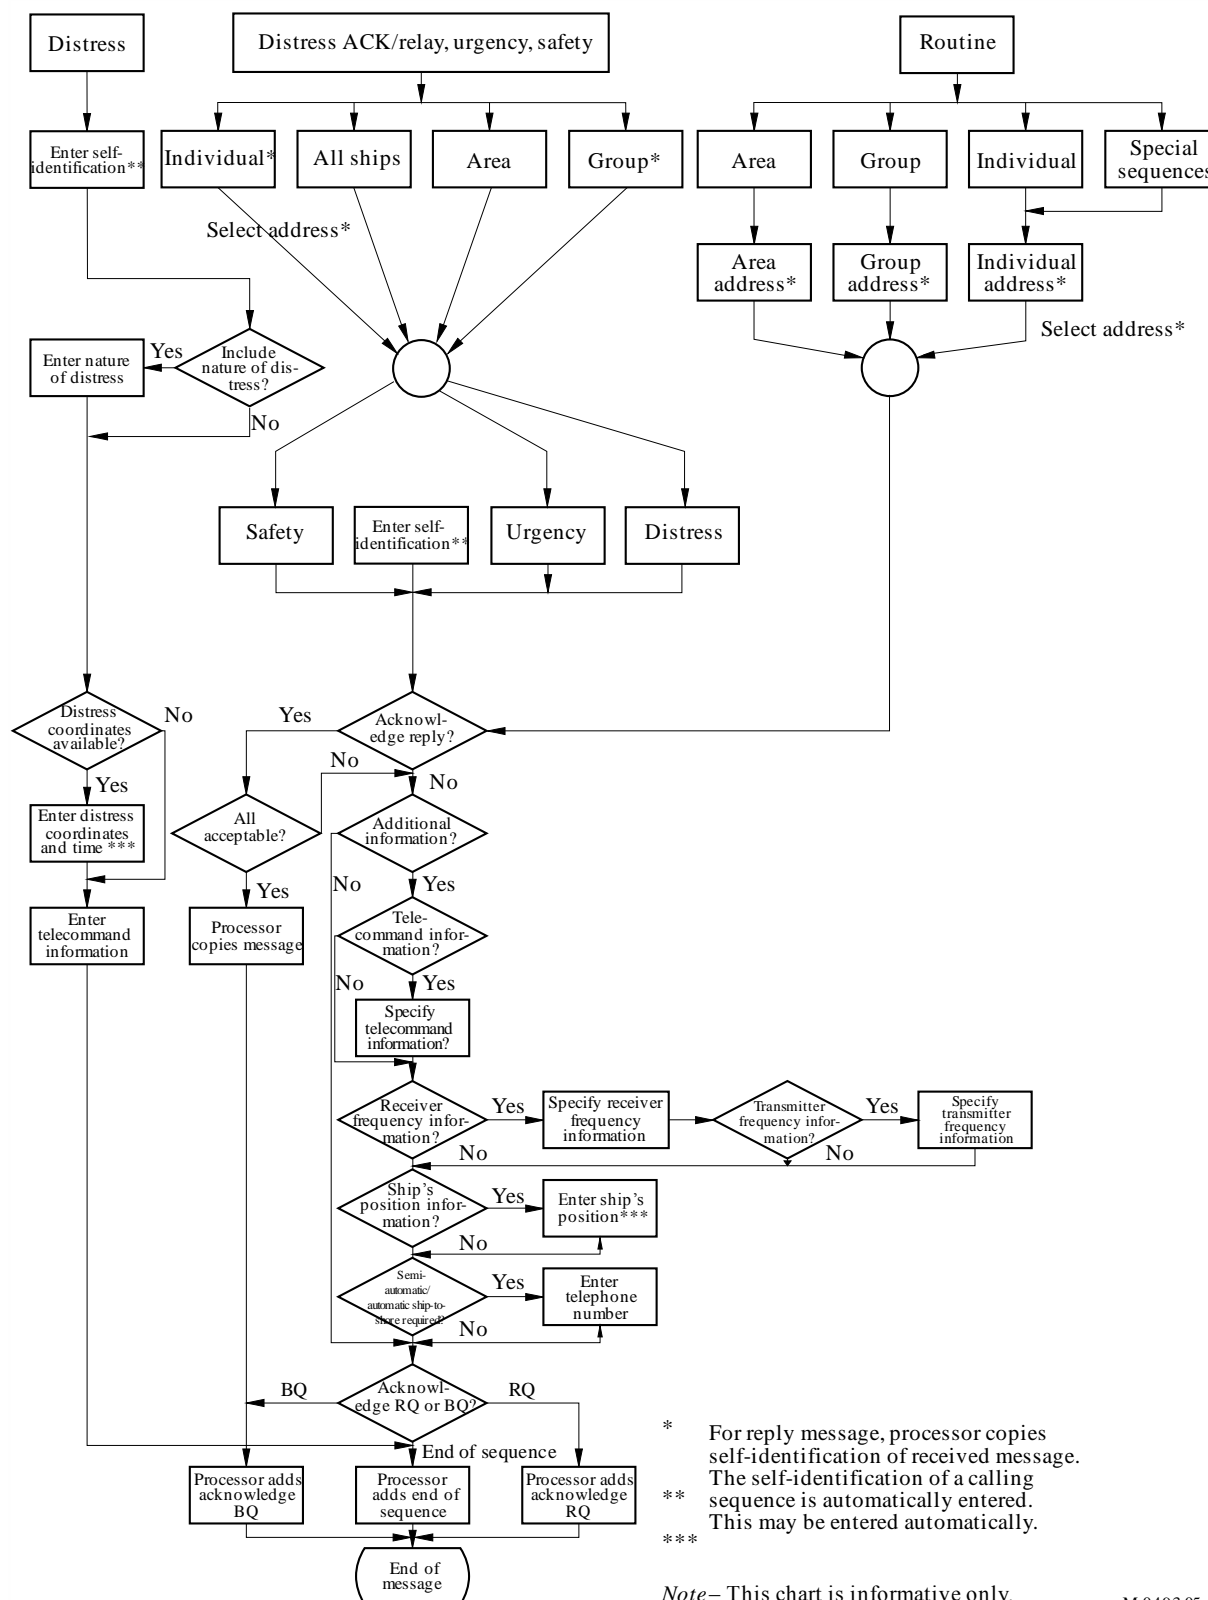 Distress
Distress ACK/relay, urgency, safety
Routine
Enter self-
identification**
Individual*
All ships
Area
Group*
Area
Group
Individual
Special
sequences
Select address*
Area
address*
Group
address*
Individual
address*
Select address*
Enter nature
of distress
Yes
Include
nature of dis-
tress?
No
Safety
Enter self-
identification**
Urgency
Distress
Distress
coordinates
available?
No
Yes
Acknowl-
edge reply?
No
No
Yes
Enter distress
coordinates
and time ***
All
acceptable?
Additional
information?
Yes
No
Yes
Enter
telecommand
information
Processor
copies message
Tele-
command infor-
mation?
No
Yes
Specify
telecommand
information?
Receiver
frequency infor-
mation?
Yes
Specify receiver
frequency
information
Transmitter
frequency infor-
mation?
Yes
Specify
transmitter
frequency
information
No
No
Ship's
position infor-
mation?
Yes
Enter ship's
position***
No
Semi-
automatic/
automatic ship-to-
shore required?
Yes
Enter
telephone
number
No
BQ
Acknowl-
edge RQ or BQ?
RQ
End of sequence
Processor adds
acknowledge
BQ
Processor
adds end of
sequence
Processor adds
acknowledge
RQ
End of
message
* For reply message, processor copies
self-identification of received message.
The self-identification of a calling
** sequence is automatically entered.
This may be entered automatically.
***
Note – This chart is informative only.